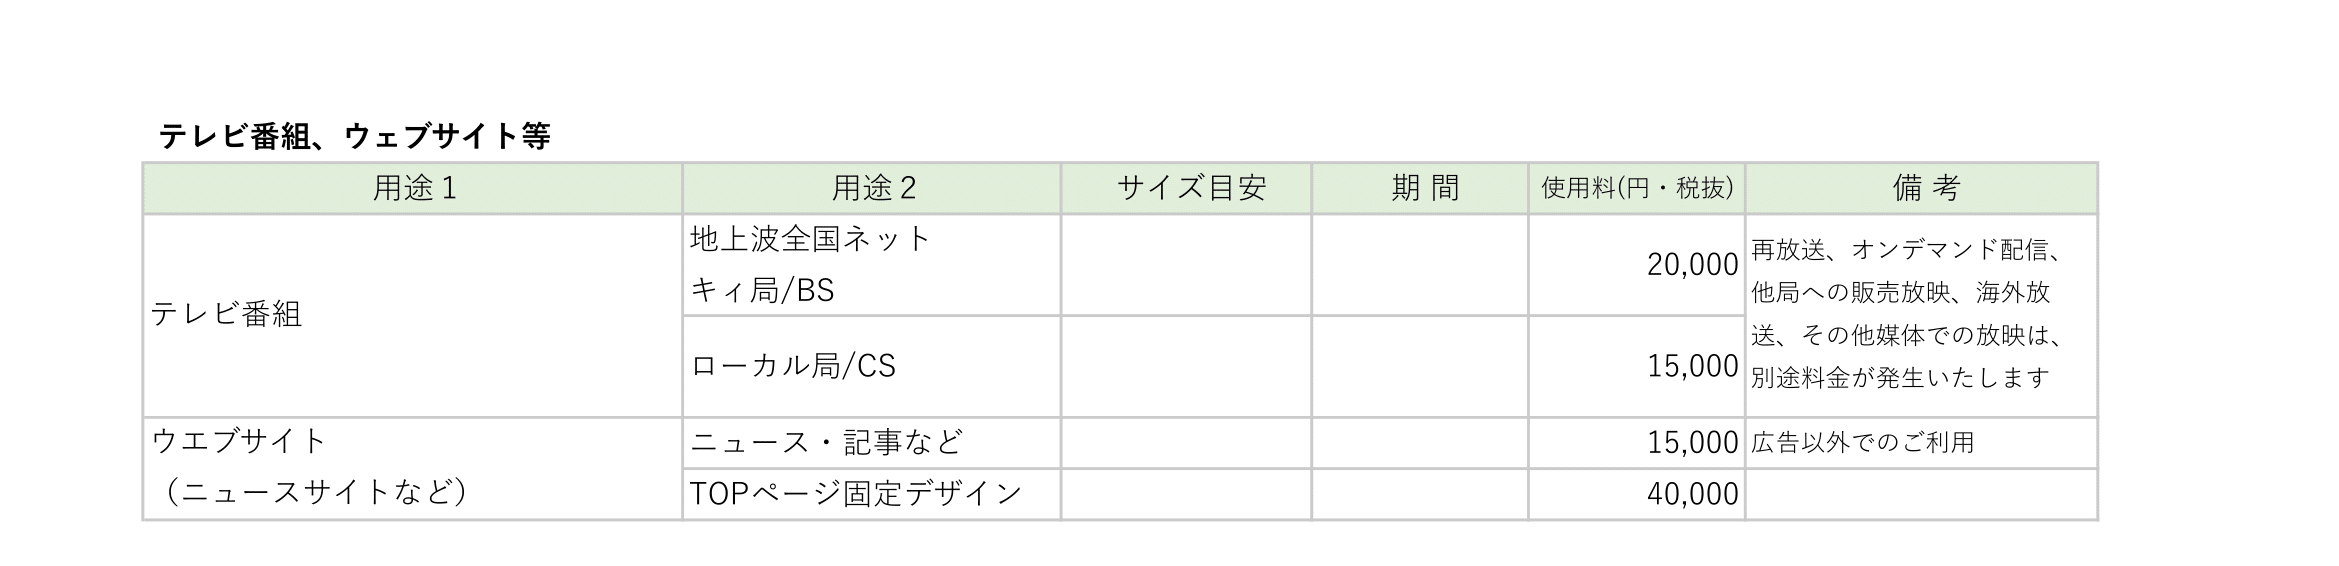 テレビ番組、ウェブサイト等
用途１ 用途２ サイズ目安 期 間 使用料(円・税抜) 備 考
テレビ番組
地上波全国ネット
キィ局/BS
20,000
再放送、オンデマンド配信、
他局への販売放映、海外放
送、その他媒体での放映は、
別途料金が発生いたします
ローカル局/CS 15,000
ウエブサイト
（ニュースサイトなど）
ニュース・記事など 15,000 広告以外でのご利用
TOPページ固定デザイン 40,000